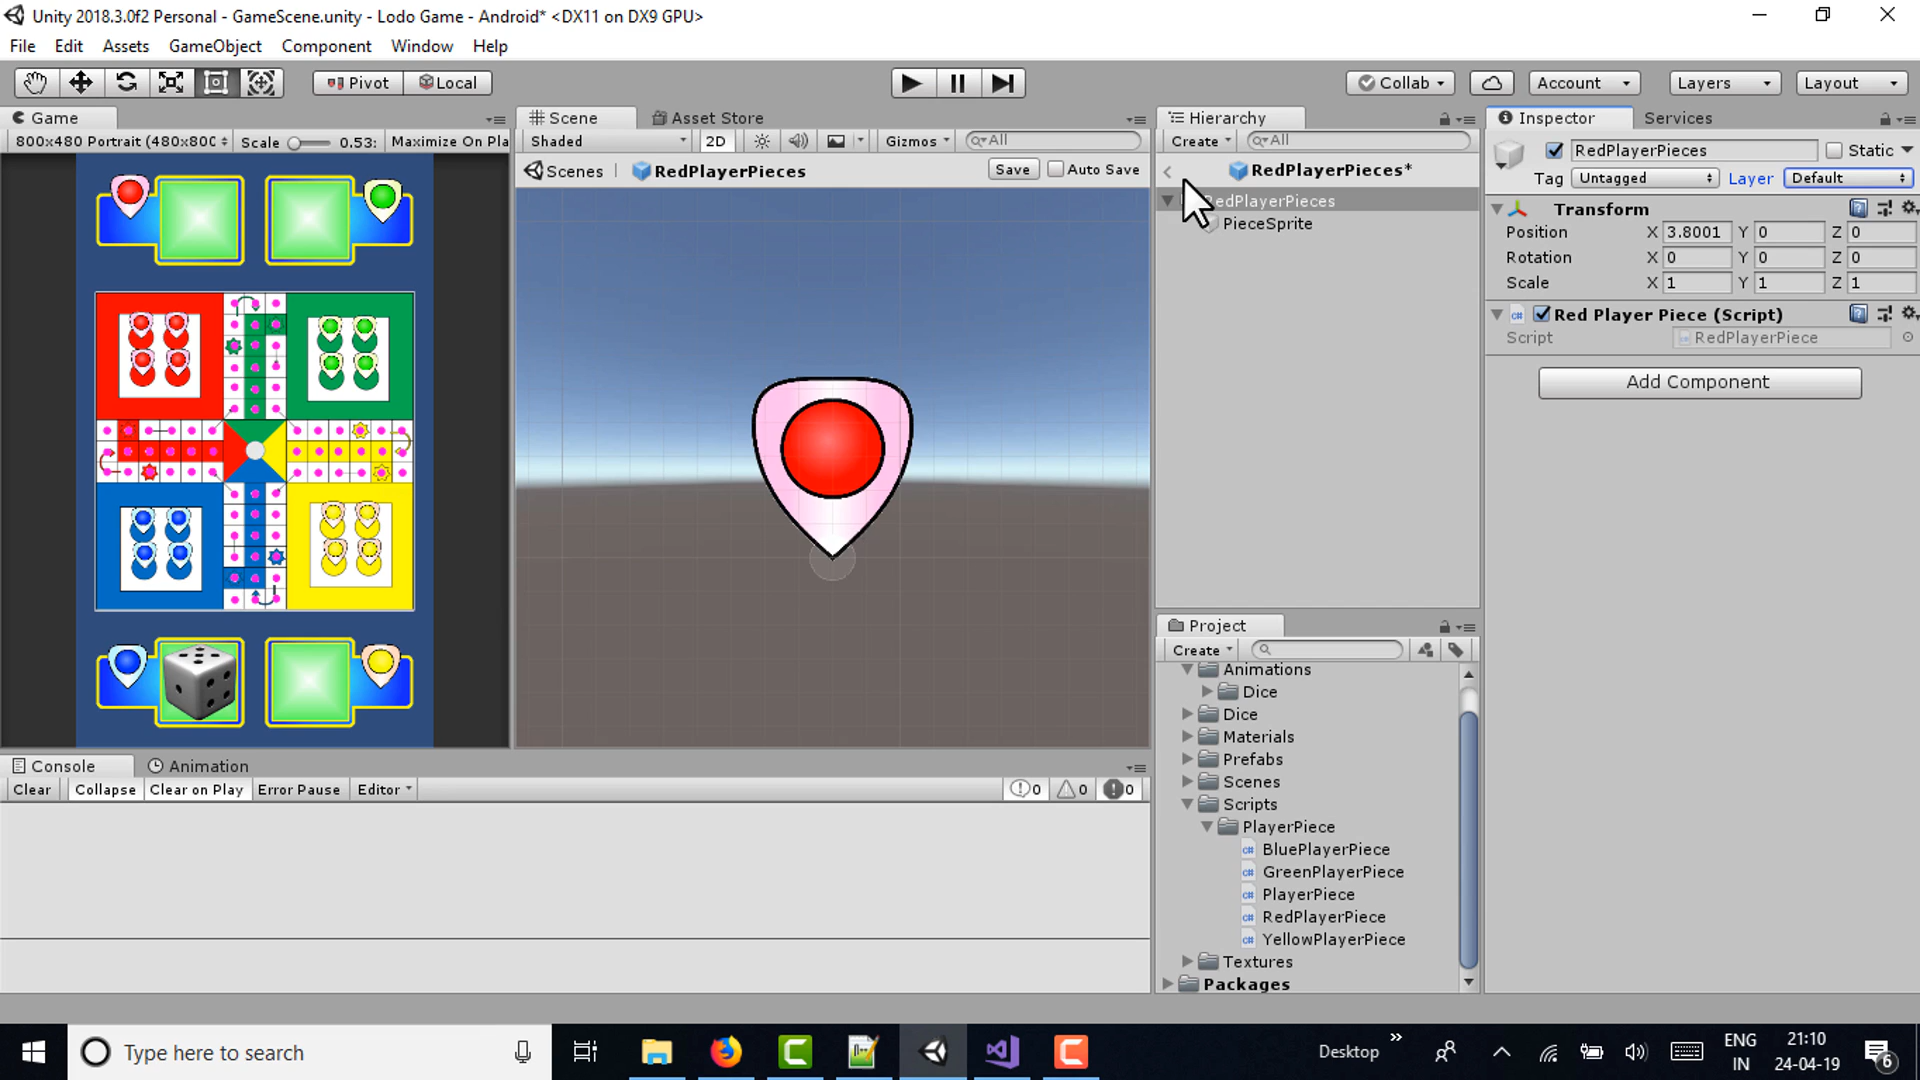 Unity 2018.3.0f2 Personal - GameScene.unity - Lodo Game - Android* <DX11 on DX9 GPU>
File Edit Assets GameObject Component Window Help
Pivot Local Collab Account Layers Layout
Game Scene Asset Store Hierarchy Inspector Services
800x480 Portrait (480x800 Scale 0.53: Maximize On Pla Shaded 2D Gizmos All Create All RedPlayerPieces Static
Scenes RedPlayerPieces Save Auto Save RedPlayerPieces* Tag Untagged Layer Default
RedPlayerPieces Transform
PieceSprite Position X 3.8001 Y 0 Z 0
Rotation X 0 Y 0 Z 0
Scale X 1 Y 1 Z 1
Red Player Piece (Script)
Script RedPlayerPiece
Add Component
Project
Create
Animations
Dice
Dice
Materials
Prefabs
Scenes
Scripts
PlayerPiece
BluePlayerPiece
GreenPlayerPiece
PlayerPiece
RedPlayerPiece
YellowPlayerPiece
Textures
Packages
Console Animation
Clear Collapse Clear on Play Error Pause Editor 0 0 0
Type here to search Desktop ENG IN 21:10 24-04-19 6